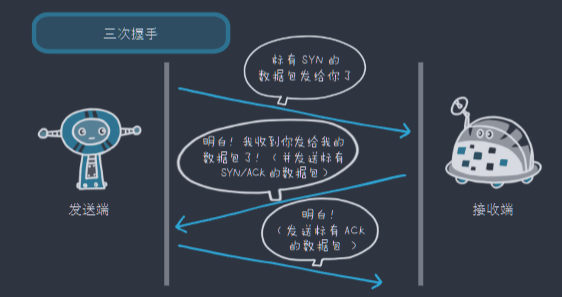 三次握手
标有 SYN 的
数据包发给你了
明白！我收到你发给我的
数据包了！（并发送标有
SYN/ACK 的数据包）
发送端
接收端
明白！
（发送标有 ACK
的数据包）